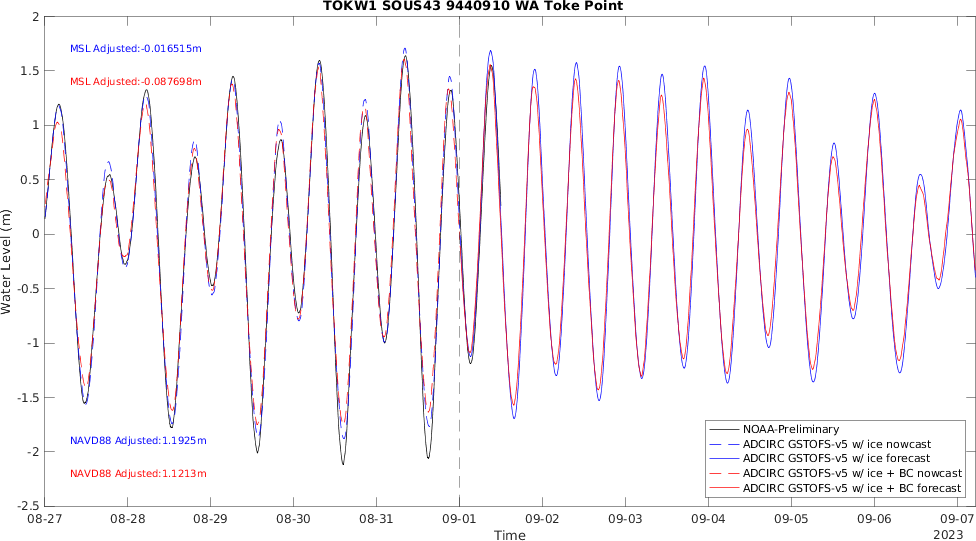 TOKW1 SOUS43 9440910 WA Toke Point
MSL Adjusted:-0.016515m
MSL Adjusted:-0.087698m
NAVD88 Adjusted:1.1925m
NAVD88 Adjusted:1.1213m
Water Level (m)
2
1.5
1
0.5
0
-0.5
-1
-1.5
-2
-2.5
NOAA-Preliminary
ADCIRC GSTOFS-v5 w/ ice nowcast
ADCIRC GSTOFS-v5 w/ ice forecast
ADCIRC GSTOFS-v5 w/ ice + BC nowcast
ADCIRC GSTOFS-v5 w/ ice + BC forecast
08-27 08-28 08-29 08-30 08-31 09-01 09-02 09-03 09-04 09-05 09-06 09-07
Time
2023